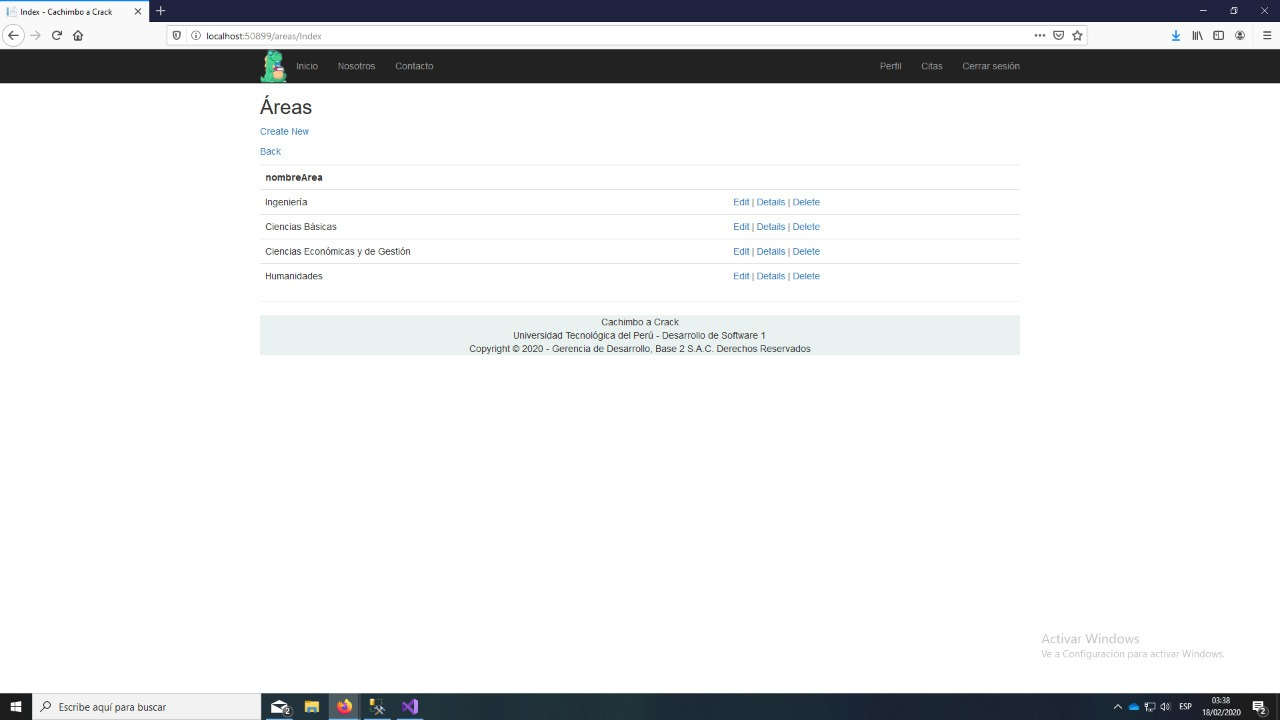 Index - Cachimbo a Crack
localhost:50899/areas/Index
Inicio Nosotros Contacto Perfil Citas Cerrar sesión
Áreas
Create New
Back
nombreArea
Ingeniería Edit | Details | Delete
Ciencias Básicas Edit | Details | Delete
Ciencias Económicas y de Gestión Edit | Details | Delete
Humanidades Edit | Details | Delete
Cachimbo a Crack
Universidad Tecnológica del Perú - Desarrollo de Software 1
Copyright © 2020 - Gerencia de Desarrollo, Base 2 S.A.C. Derechos Reservados
Activar Windows
Ve a Configuración para activar Windows.
Escribe aquí para buscar 2 ESP 03:38 2
18/02/2020